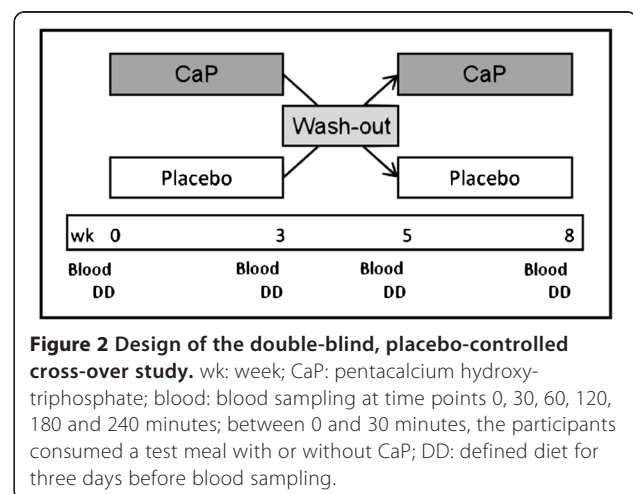 CaP CaP
Wash-out
Placebo Placebo
wk 0 3 5 8
Blood Blood Blood Blood
DD DD DD DD
Figure 2 Design of the double-blind, placebo-controlled
cross-over study. wk: week; CaP: pentacalcium hydroxy-
triphosphate; blood: blood sampling at time points 0, 30, 60, 120,
180 and 240 minutes; between 0 and 30 minutes, the participants
consumed a test meal with or without CaP; DD: defined diet for
three days before blood sampling.